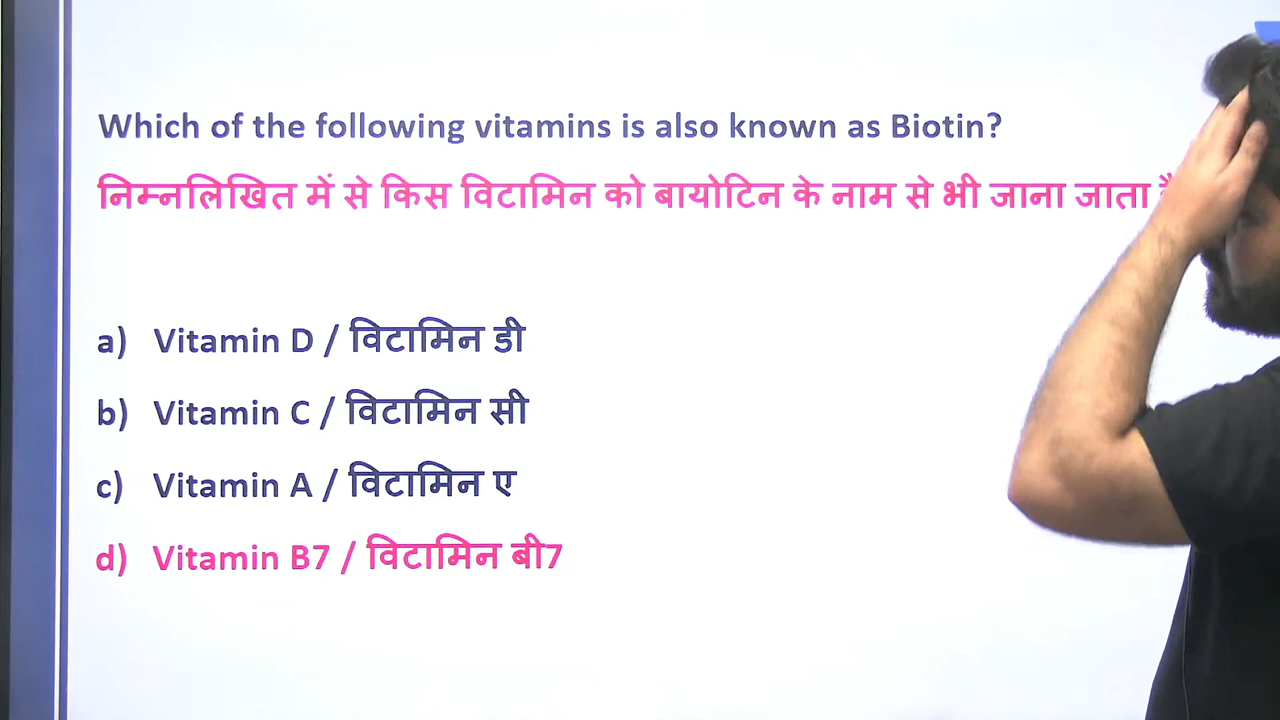 Which of the following vitamins is also known as Biotin?
निम्नलिखित में से किस विटामिन को बायोटिन के नाम से भी जाना जाता
a) Vitamin D / विटामिन डी
b) Vitamin C / विटामिन सी
c) Vitamin A / विटामिन ए
d) Vitamin B7 / विटामिन बी7